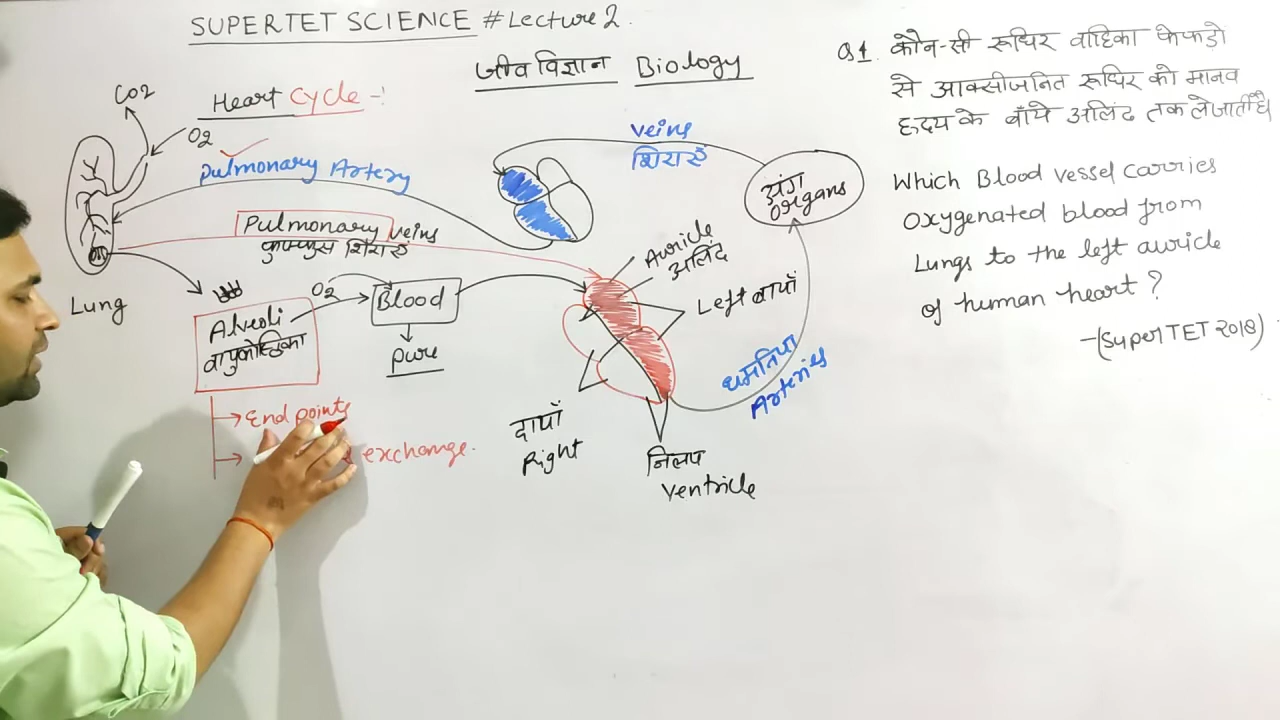 SUPERTET SCIENCE # Lecture 2.
जीव विज्ञान Biology
Heart Cycle -:
CO2
O2
Pulmonary Artery
Pulmonary veins
फुफ्फुस शिराएँ
Lung
Alveoli
वायुकोष्ठिका
O2
Blood
pure
End points
exchange.
veins
शिराएँ
अंग
organs
Auricle
अलिंद
Left बायाँ
धमनियाँ
Arteries
दायाँ
Right
निलय
ventricle
Q1. कौन-सी रूधिर वाहिका फेफड़ो
से आक्सीजनित रूधिर को मानव
हृदय के बाँये अलिंद तक ले जाती है।
Which Blood vessel carries
oxygenated blood from
Lungs to the left auricle
of human heart ?
-(Super TET 2018)